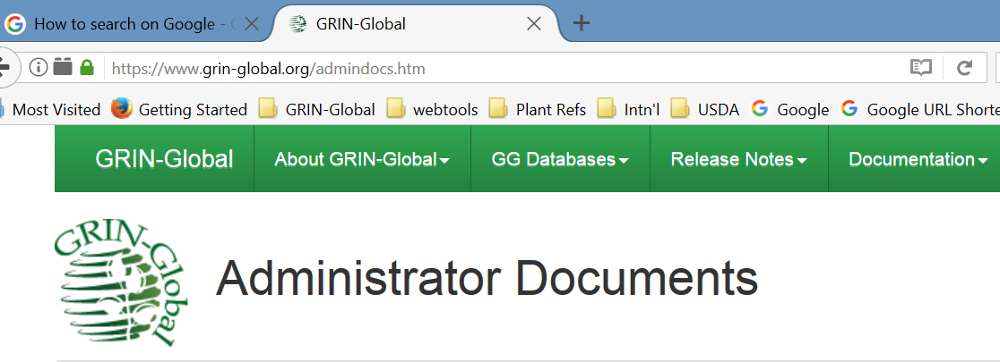 How to search on Google -
GRIN-Global
https://www.grin-global.org/admindocs.htm
Most Visited Getting Started GRIN-Global webtools Plant Refs Intn'l USDA Google Google URL Shorte
GRIN-Global About GRIN-Global GG Databases Release Notes Documentation
GRIN-Global
Administrator Documents